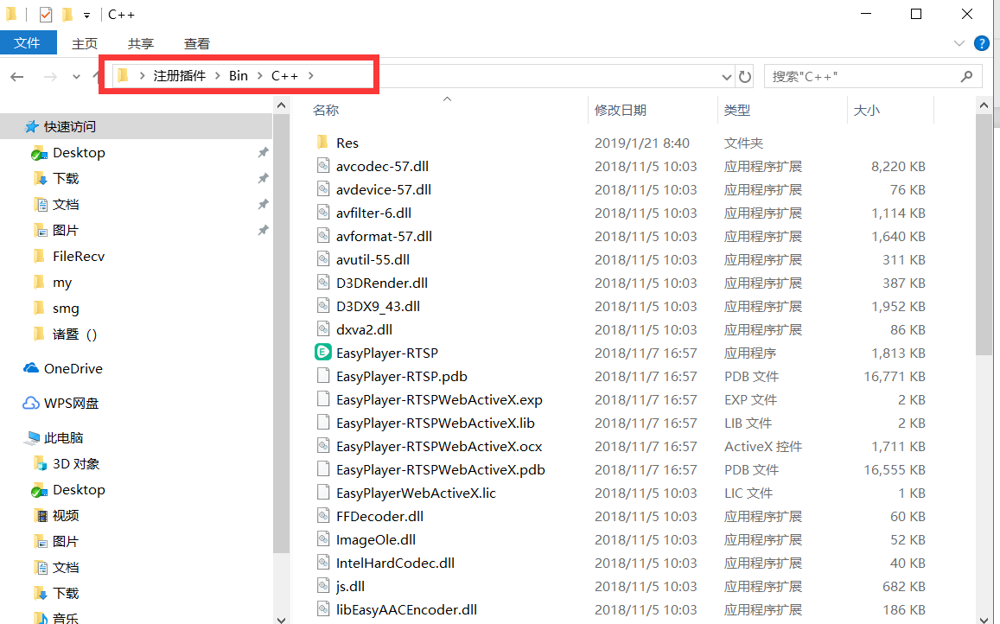 C++
文件 主页 共享 查看
注册插件 Bin C++
搜索"C++"
名称 修改日期 类型 大小
快速访问
Desktop
下载
文档
图片
FileRecv
my
smg
诸暨（）
OneDrive
WPS网盘
此电脑
3D 对象
Desktop
视频
图片
文档
下载
音乐
Res 2019/1/21 8:40 文件夹
avcodec-57.dll 2018/11/5 10:03 应用程序扩展 8,220 KB
avdevice-57.dll 2018/11/5 10:03 应用程序扩展 76 KB
avfilter-6.dll 2018/11/5 10:03 应用程序扩展 1,114 KB
avformat-57.dll 2018/11/5 10:03 应用程序扩展 1,640 KB
avutil-55.dll 2018/11/5 10:03 应用程序扩展 311 KB
D3DRender.dll 2018/11/5 10:03 应用程序扩展 387 KB
D3DX9_43.dll 2018/11/5 10:03 应用程序扩展 1,952 KB
dxva2.dll 2018/11/5 10:03 应用程序扩展 86 KB
EasyPlayer-RTSP 2018/11/7 16:57 应用程序 1,813 KB
EasyPlayer-RTSP.pdb 2018/11/7 16:57 PDB 文件 16,771 KB
EasyPlayer-RTSPWebActiveX.exp 2018/11/7 16:57 EXP 文件 2 KB
EasyPlayer-RTSPWebActiveX.lib 2018/11/7 16:57 LIB 文件 2 KB
EasyPlayer-RTSPWebActiveX.ocx 2018/11/7 16:57 ActiveX 控件 1,711 KB
EasyPlayer-RTSPWebActiveX.pdb 2018/11/7 16:57 PDB 文件 16,555 KB
EasyPlayerWebActiveX.lic 2018/11/5 10:03 LIC 文件 1 KB
FFDecoder.dll 2018/11/5 10:03 应用程序扩展 60 KB
ImageOle.dll 2018/11/5 10:03 应用程序扩展 52 KB
IntelHardCodec.dll 2018/11/5 10:03 应用程序扩展 40 KB
js.dll 2018/11/5 10:03 应用程序扩展 682 KB
libEasyAACEncoder.dll 2018/11/5 10:03 应用程序扩展 186 KB